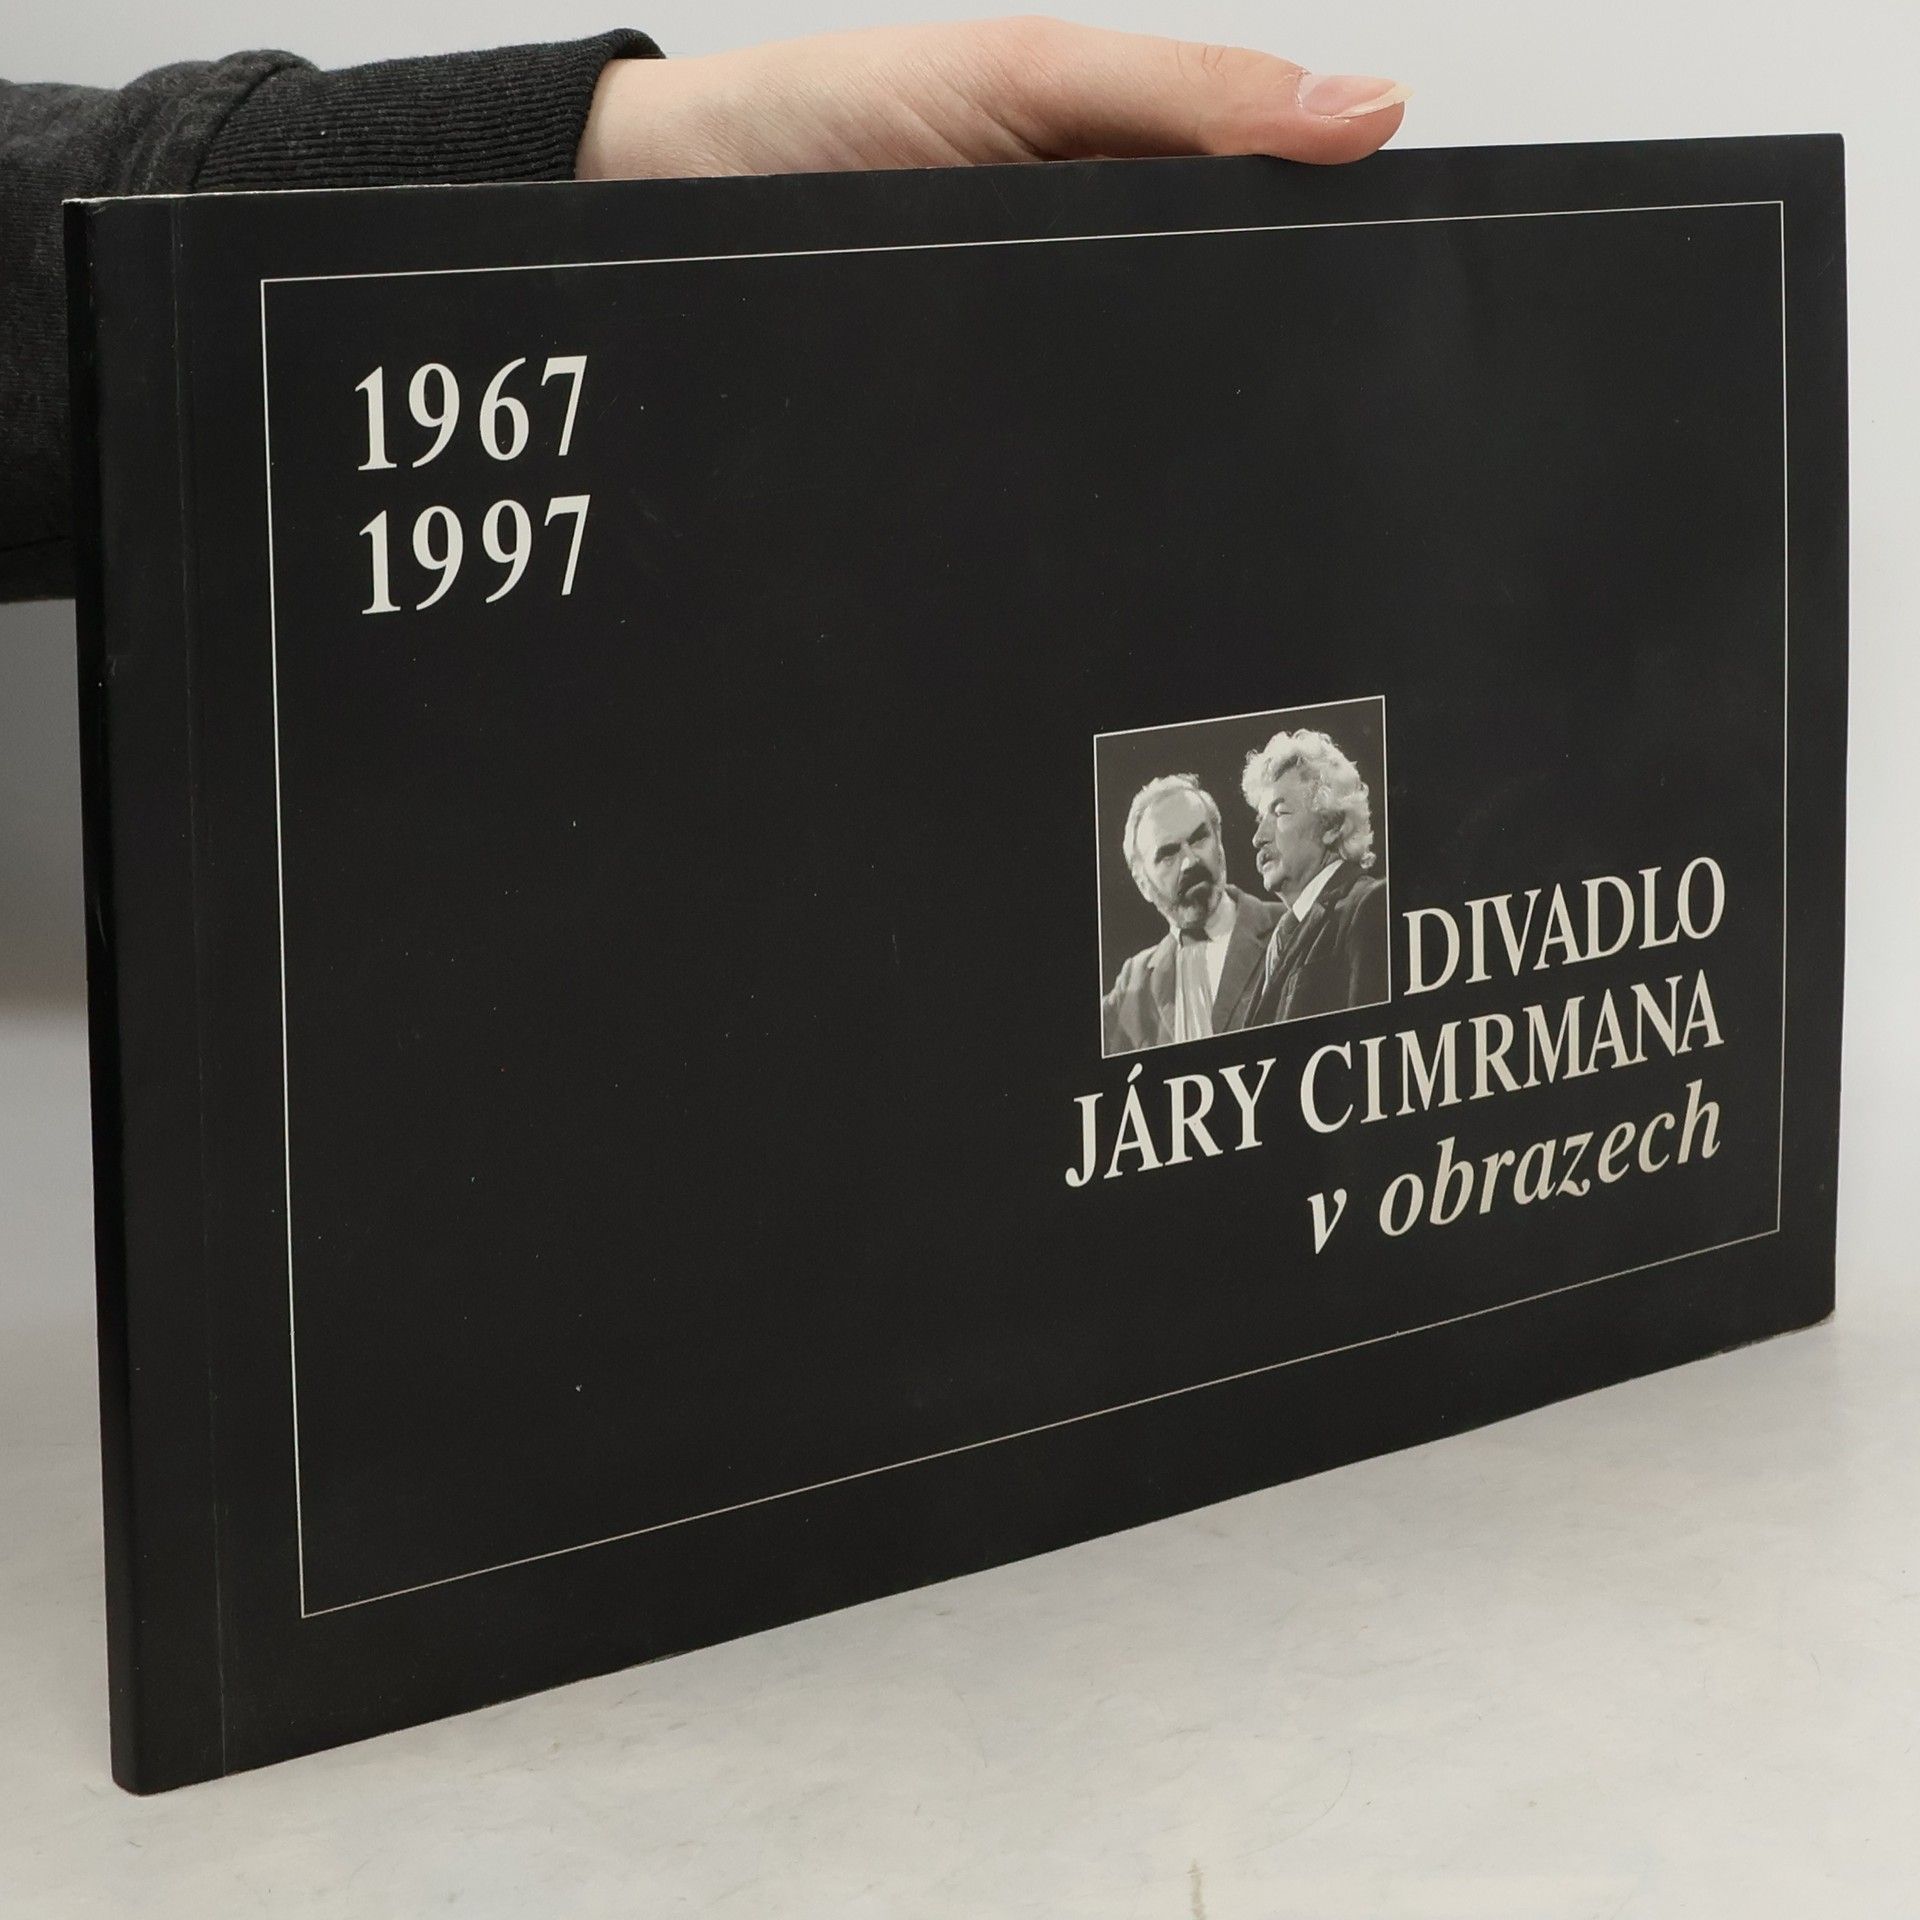 1967
1997
DIVADLO
JÁRY CIMRMANA
v obrazech